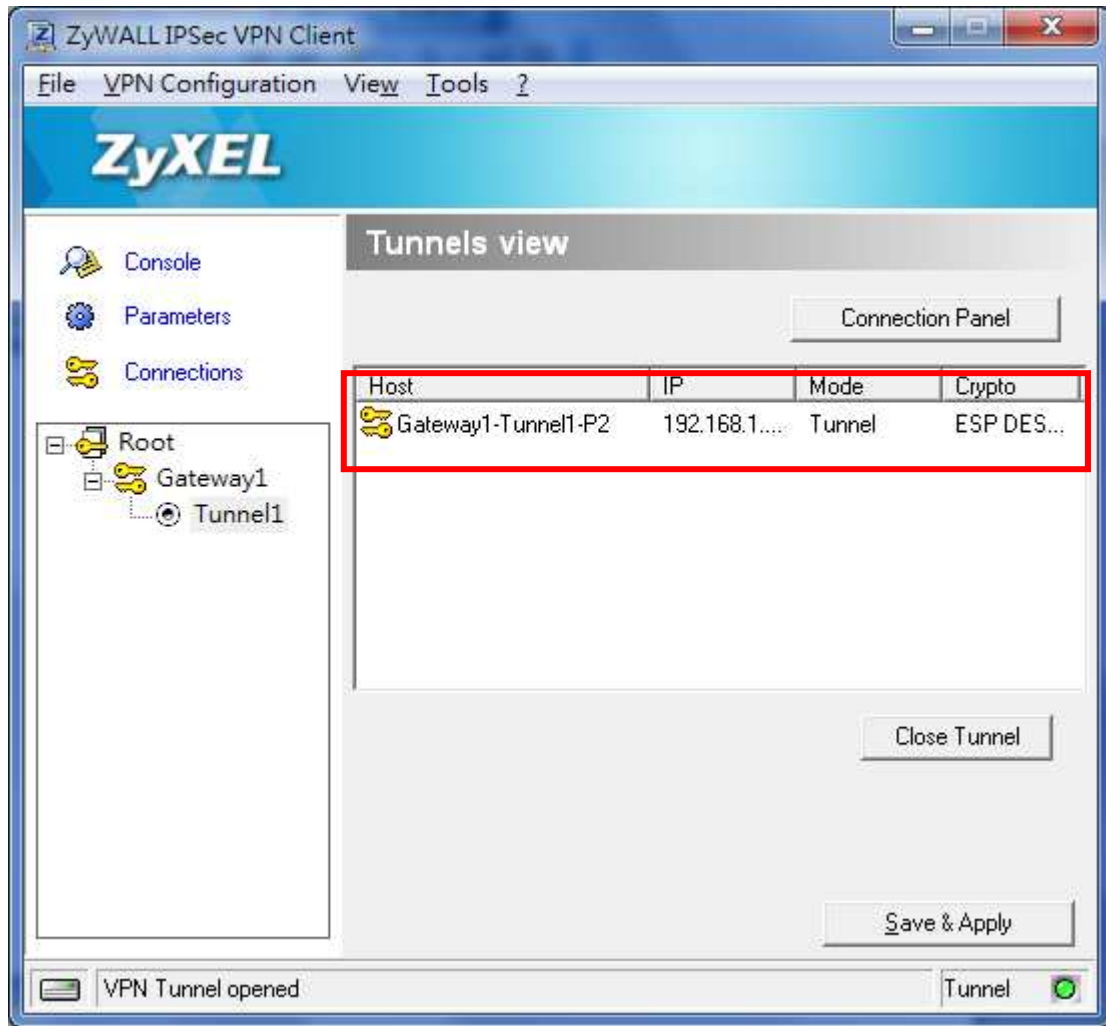 ZyWALL IPSec VPN Client
File VPN Configuration View Tools ?
ZyXEL
Console
Parameters
Connections
Root
Gateway1
Tunnel1
Tunnels view
Connection Panel
Host IP Mode Crypto
Gateway1-Tunnel1-P2 192.168.1.... Tunnel ESP DES...
Close Tunnel
Save & Apply
VPN Tunnel opened Tunnel